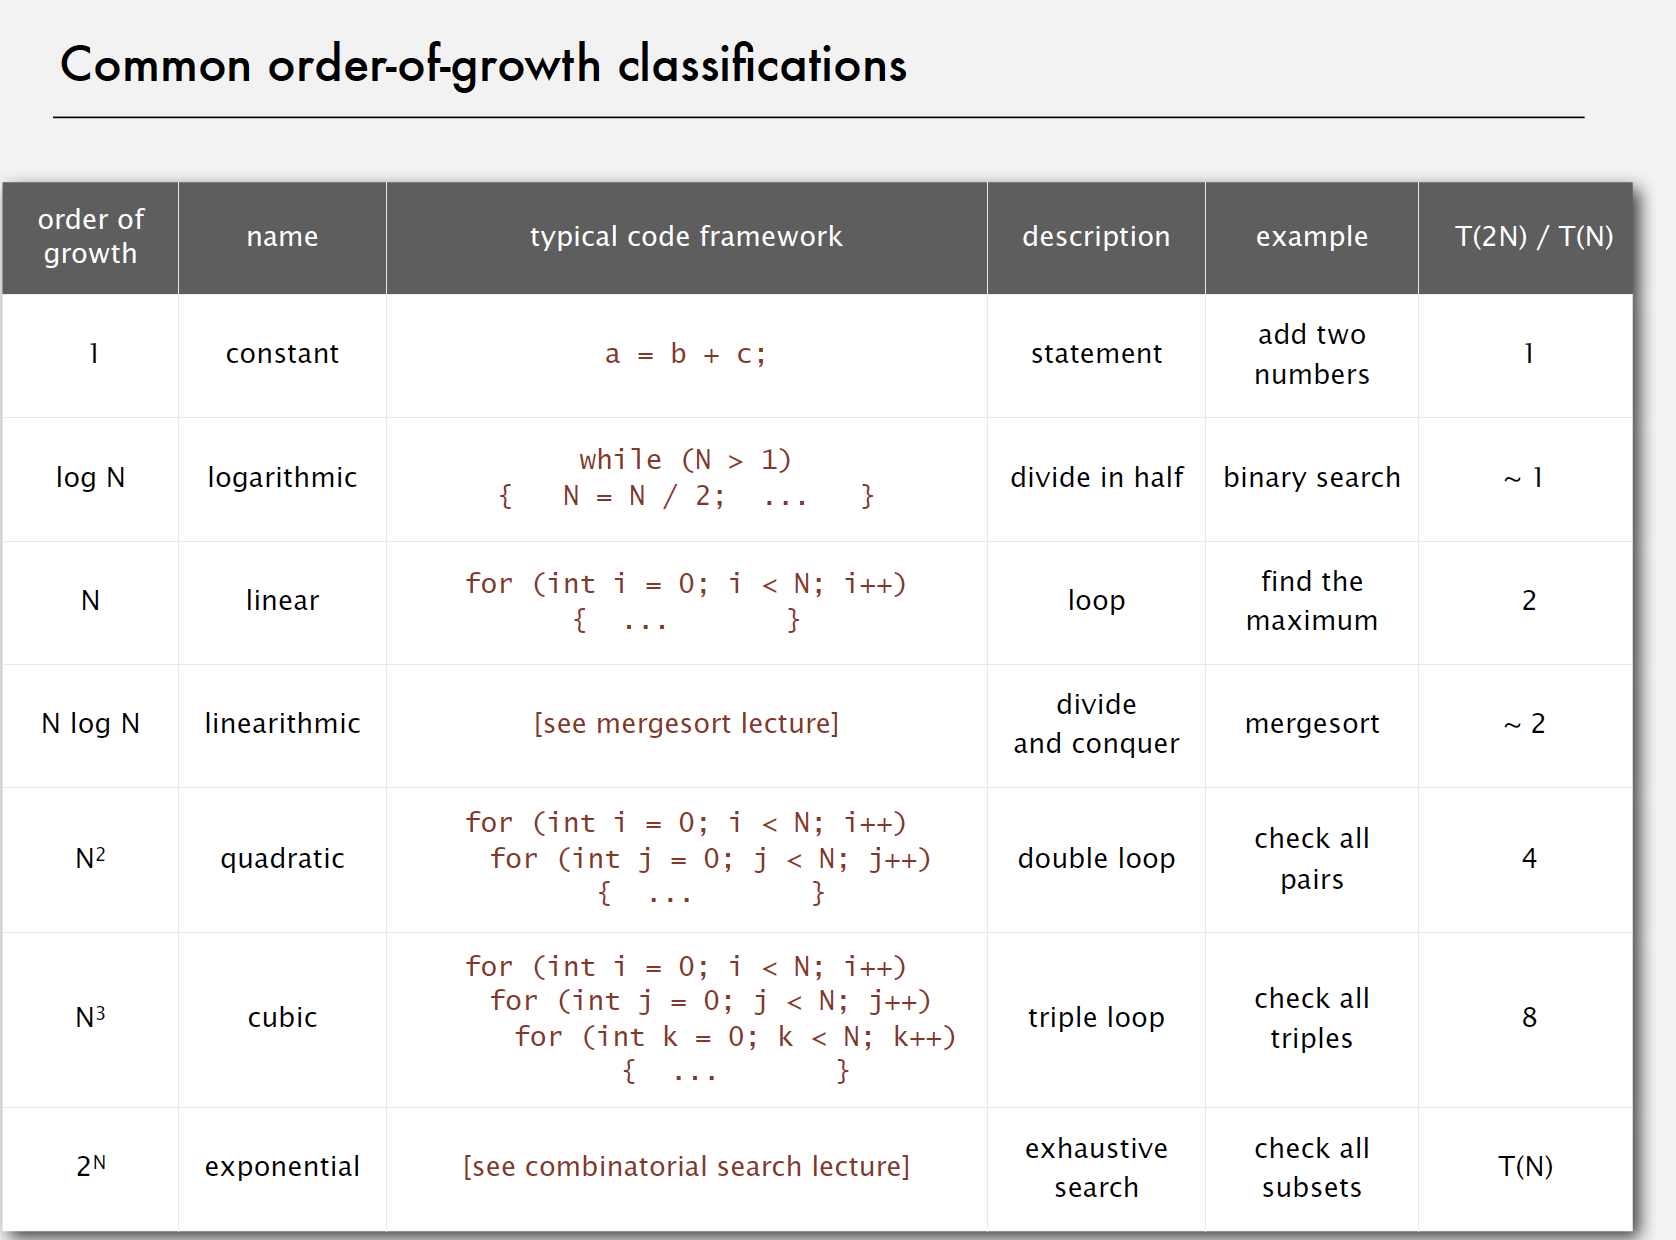 Common order-of-growth classifications
order of
growth
name
typical code framework
description
example
T(2N) / T(N)
1
constant
a = b + c;
statement
add two
numbers
1
log N
logarithmic
while (N > 1)
{ N = N / 2; ... }
divide in half
binary search
~ 1
N
linear
for (int i = 0; i < N; i++)
{ ... }
loop
find the
maximum
2
N log N
linearithmic
[see mergesort lecture]
divide
and conquer
mergesort
~ 2
N²
quadratic
for (int i = 0; i < N; i++)
for (int j = 0; j < N; j++)
{ ... }
double loop
check all
pairs
4
N³
cubic
for (int i = 0; i < N; i++)
for (int j = 0; j < N; j++)
for (int k = 0; k < N; k++)
{ ... }
triple loop
check all
triples
8
2ᴺ
exponential
[see combinatorial search lecture]
exhaustive
search
check all
subsets
T(N)